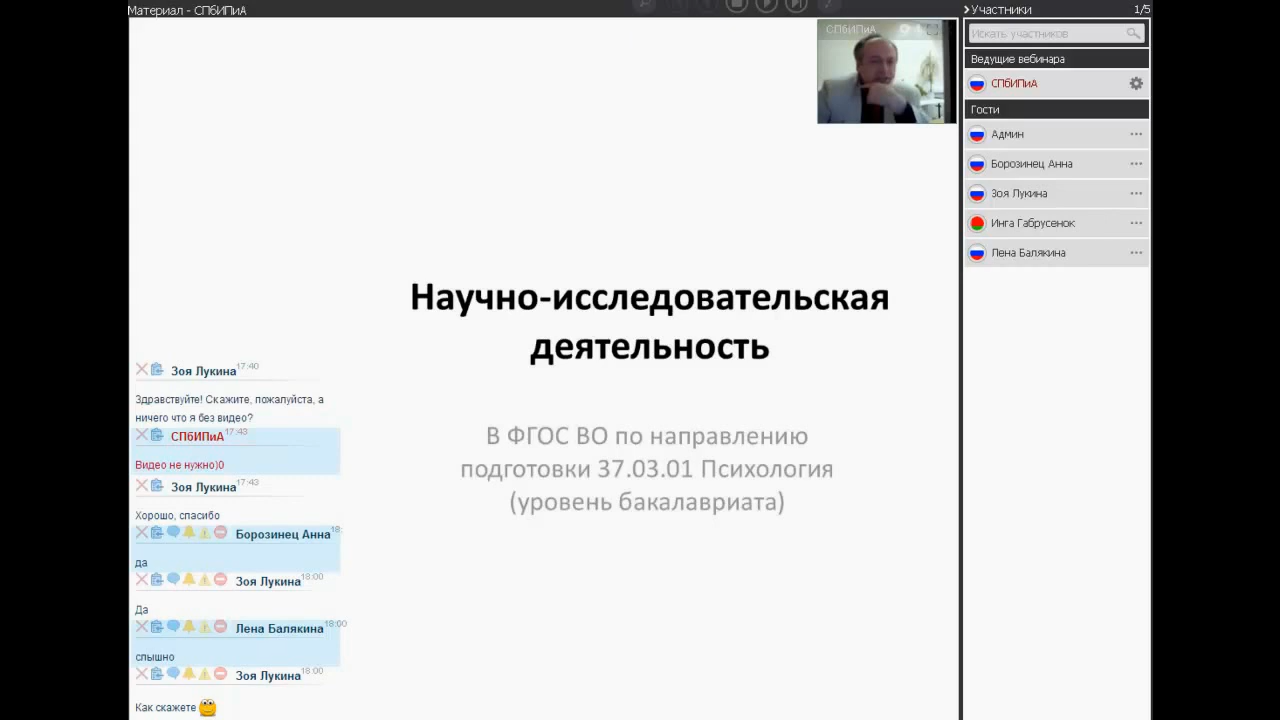 Материал - СПбИПиА
СПбИПиА
Научно-исследовательская
деятельность
В ФГОС ВО по направлению
подготовки 37.03.01 Психология
(уровень бакалавриата)
Зоя Лукина 17:40
Здравствуйте! Скажите, пожалуйста, а
ничего что я без видео?
СПбИПиА 17:43
Видео не нужно)0
Зоя Лукина 17:43
Хорошо, спасибо
Борозинец Анна 18:
да
Зоя Лукина 18:00
Да
Лена Балякина 18:00
слышно
Зоя Лукина 18:00
Как скажете
Участники 1/5
Искать участников
Ведущие вебинара
СПбИПиА
Гости
Админ
Борозинец Анна
Зоя Лукина
Инга Габрусенок
Лена Балякина